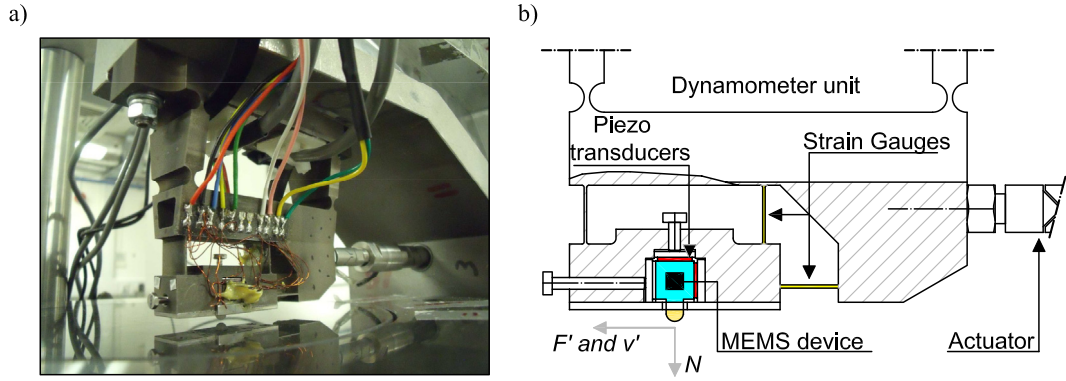 a)
b)
Dynamometer unit
Piezo
transducers
Strain Gauges
F' and v'
N
MEMS device
Actuator